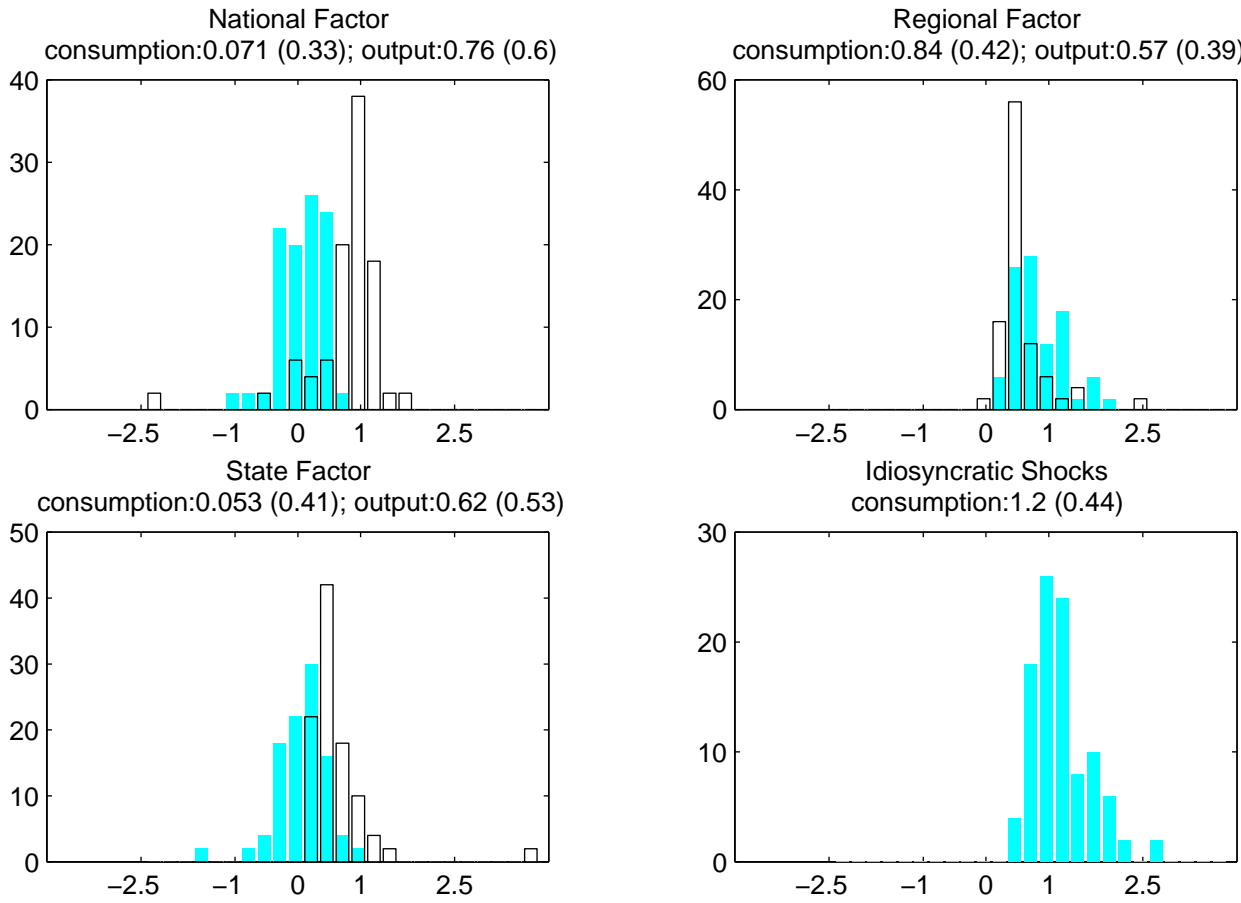 National Factor
consumption:0.071 (0.33); output:0.76 (0.6)
40
30
20
10
0
−2.5 −1 0 1 2.5
Regional Factor
consumption:0.84 (0.42); output:0.57 (0.39)
60
40
20
0
−2.5 −1 0 1 2.5
State Factor
consumption:0.053 (0.41); output:0.62 (0.53)
50
40
30
20
10
0
−2.5 −1 0 1 2.5
Idiosyncratic Shocks
consumption:1.2 (0.44)
30
20
10
0
−2.5 −1 0 1 2.5